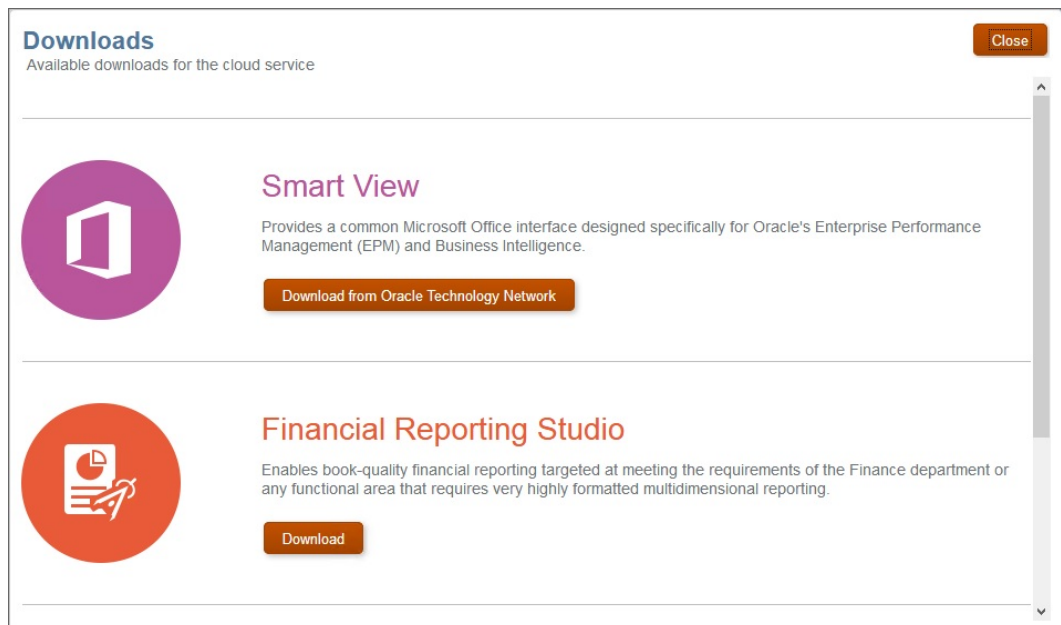 Downloads
Close
Available downloads for the cloud service
Smart View
Provides a common Microsoft Office interface designed specifically for Oracle's Enterprise Performance
Management (EPM) and Business Intelligence.
Download from Oracle Technology Network
Financial Reporting Studio
Enables book-quality financial reporting targeted at meeting the requirements of the Finance department or
any functional area that requires very highly formatted multidimensional reporting.
Download